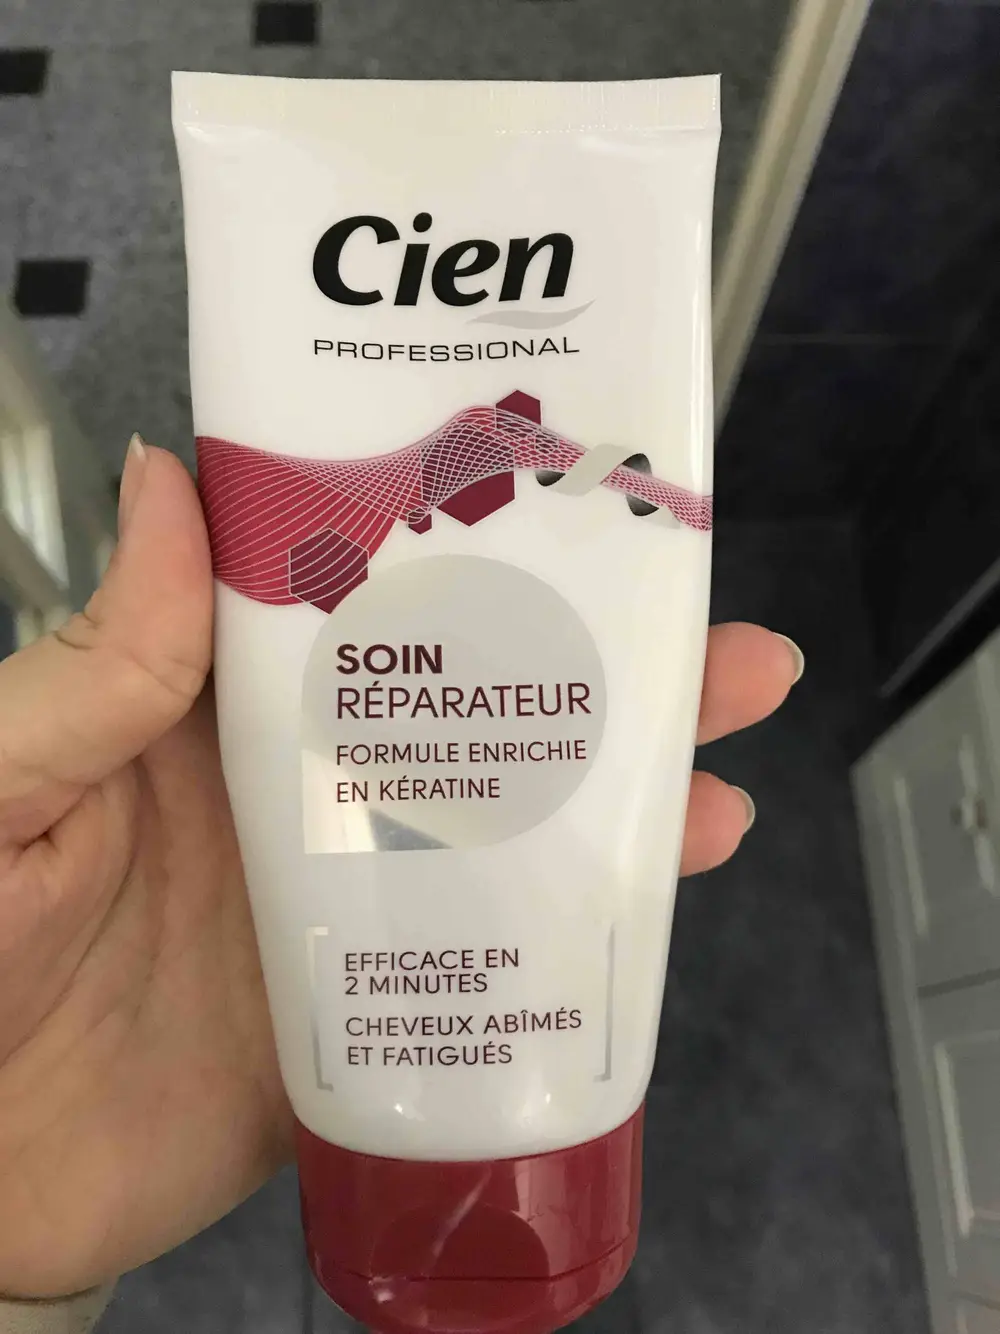 Cien
PROFESSIONAL
SOIN
RÉPARATEUR
FORMULE ENRICHIE
EN KÉRATINE
EFFICACE EN
2 MINUTES
CHEVEUX ABÎMÉS
ET FATIGUÉS